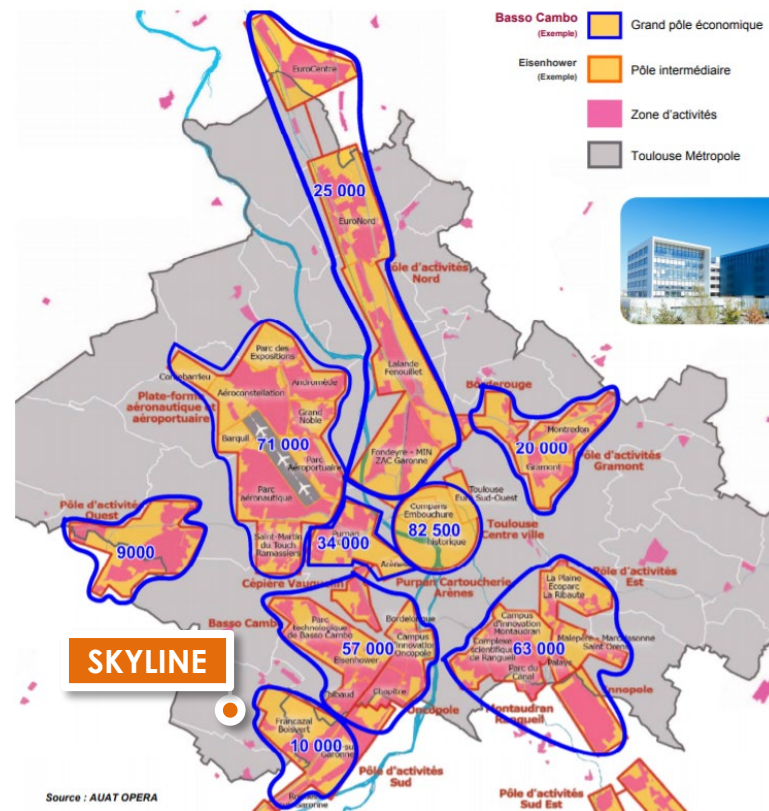 Basso Cambo
(Exemple)
Grand pôle économique
Eisenhower
(Exemple)
Pôle intermédiaire
Zone d'activités
Toulouse Métropole
EuroCentre
25 000
EuroNord
Pôle d'activités
Nord
Parc des
Expositions
Cornebarrieu
Andromède
Plate-forme
aéronautique et
aéroportuaire
Aéroconstellation
Grand
Noble
Barquil
71 000
Parc
Aéroportuaire
Parc
aéronautique
Lalande
Fenouillet
Fondeyre - MIN
ZAC Garonne
Borderouge
Montredon
20 000
Gramont
Pôle d'activités
Gramont
Toulouse
Sud-Ouest
Compans
Embouchure
82 500
historique
Toulouse
Centre ville
Pôle d'activité
Ouest
9000
Saint-Martin
du Touch
Ramassiers
Purpan
34 000
Arènes
Cépière Vauquelin
Purpan Cartoucherie
Arènes
Pôle d'activités
Est
La Plaine
Ecoparc
La Ribaute
Basso Cambo
Parc
technologique
de Basso Cambo
Bordelongue
57 000
Eisenhower
Campus
d'innovation
Oncopole
Thibaud
Chapitre
Oncopole
Campus
d'innovation
Montaudran
Complexe
scientifique
de Rangueil
63 000
Malepère - Marcaissonne
Saint Orens
Palays
Parc du
Canal
Montaudran
Rangueil
Innopole
SKYLINE
Francazal
Boisvert
10 000
Garonne
Pôle d'activités
Sud
Pôle d'activités
Sud Est
Source : AUAT OPERA